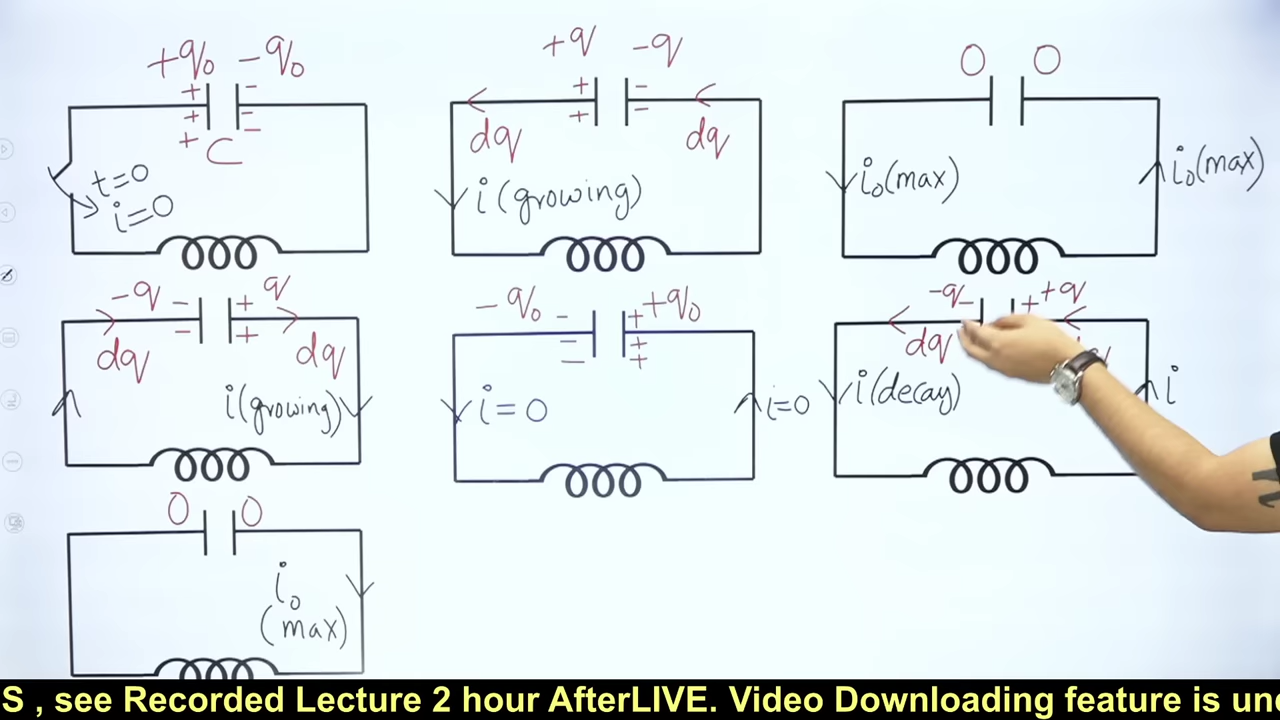 +q₀ -q₀
C
t=0
i=0
+q -q
dq dq
i (growing)
0 0
i₀(max) i₀(max)
-q q
dq dq
i(growing)
-q₀ +q₀
i=0 i=0
-q +q
dq
i(decay) i
0 0
i₀
(max)
S , see Recorded Lecture 2 hour AfterLIVE. Video Downloading feature is